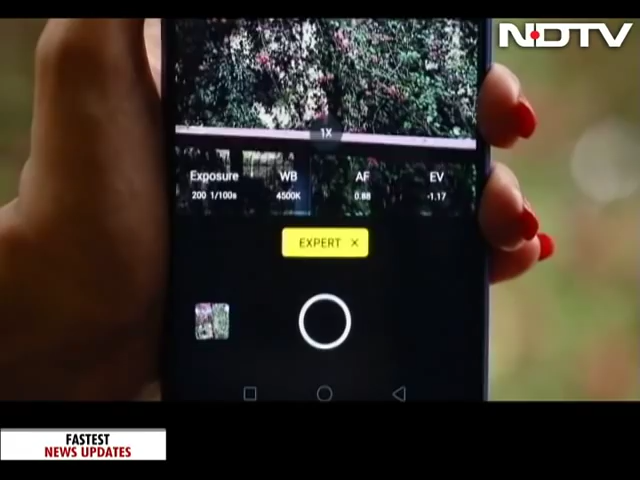 NDTV
1X
Exposure WB AF EV
200 1/100s 4500K 0.88 -1.17
EXPERT ×
FASTEST
NEWS UPDATES